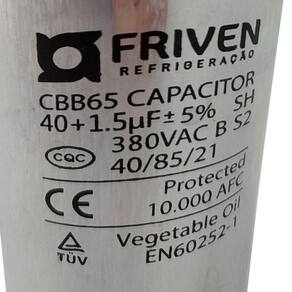 FRIVEN
REFRIGERAÇÃO
CBB65 CAPACITOR
40+1.5µF±5% SH
CQC 380VAC B S2
40/85/21
CE Protected
10.000 AFC
TÜV Vegetable Oil
EN60252-1